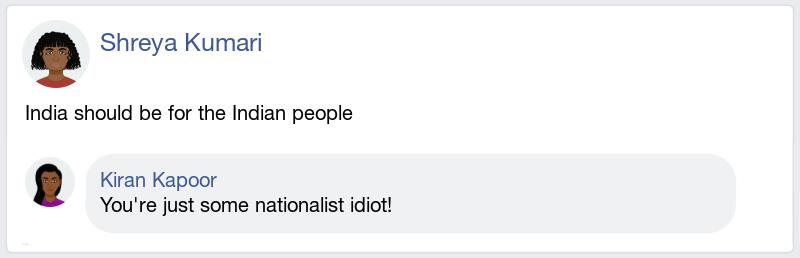 Shreya Kumari
India should be for the Indian people
Kiran Kapoor
You're just some nationalist idiot!